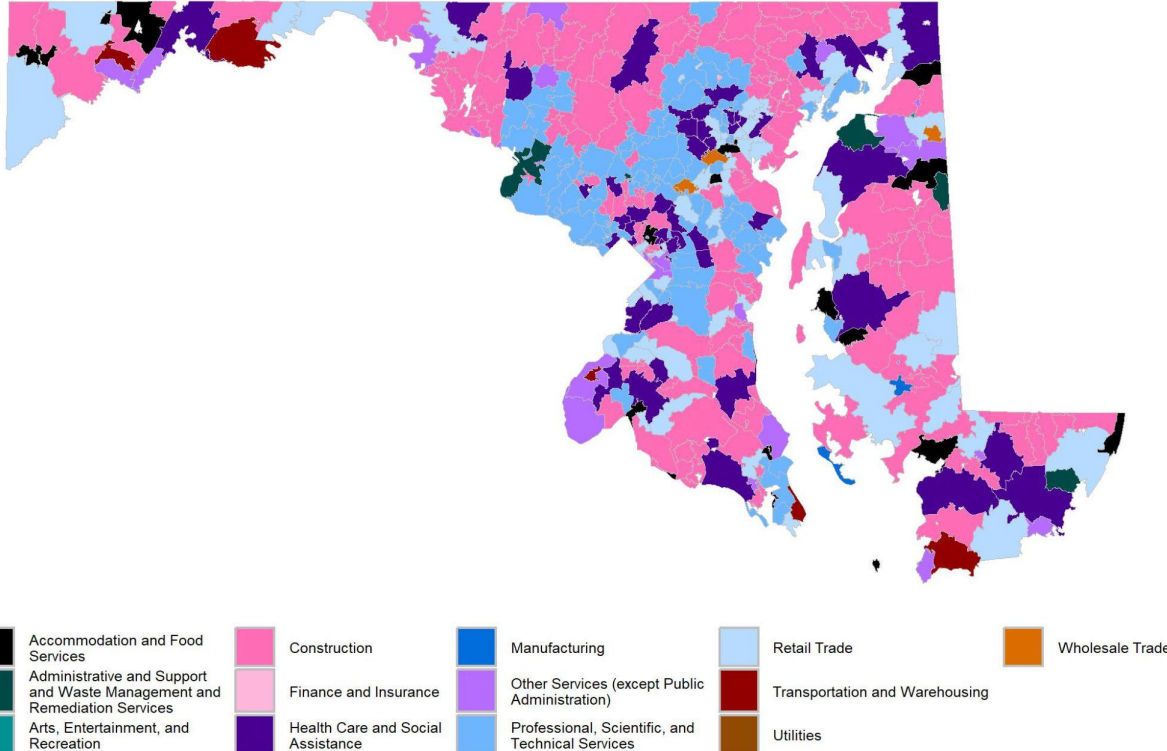 Accommodation and Food
Services
Administrative and Support
and Waste Management and
Remediation Services
Arts, Entertainment, and
Recreation
Construction
Finance and Insurance
Health Care and Social
Assistance
Manufacturing
Other Services (except Public
Administration)
Professional, Scientific, and
Technical Services
Retail Trade
Transportation and Warehousing
Utilities
Wholesale Trade